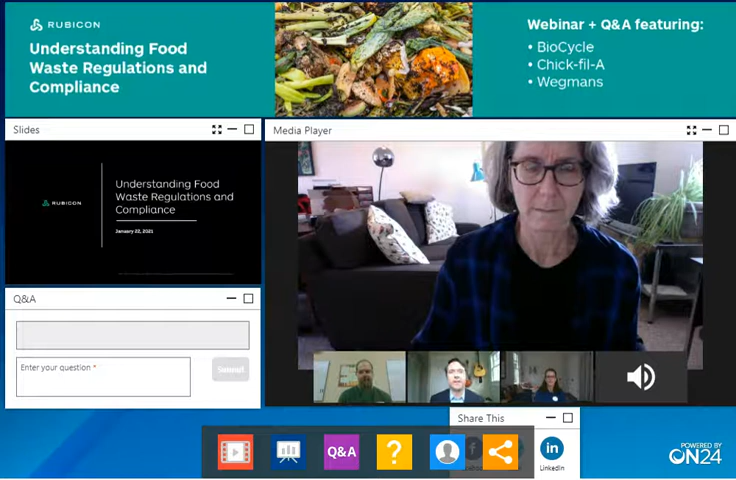 RUBICON
Understanding Food
Waste Regulations and
Compliance
Webinar + Q&A featuring:
• BioCycle
• Chick-fil-A
• Wegmans
Slides
RUBICON
Understanding Food
Waste Regulations and
Compliance
January 22, 2021
Media Player
Q&A
Enter your question *
Submit
Share This
LinkedIn
Q&A
?
in
POWERED BY
ON24